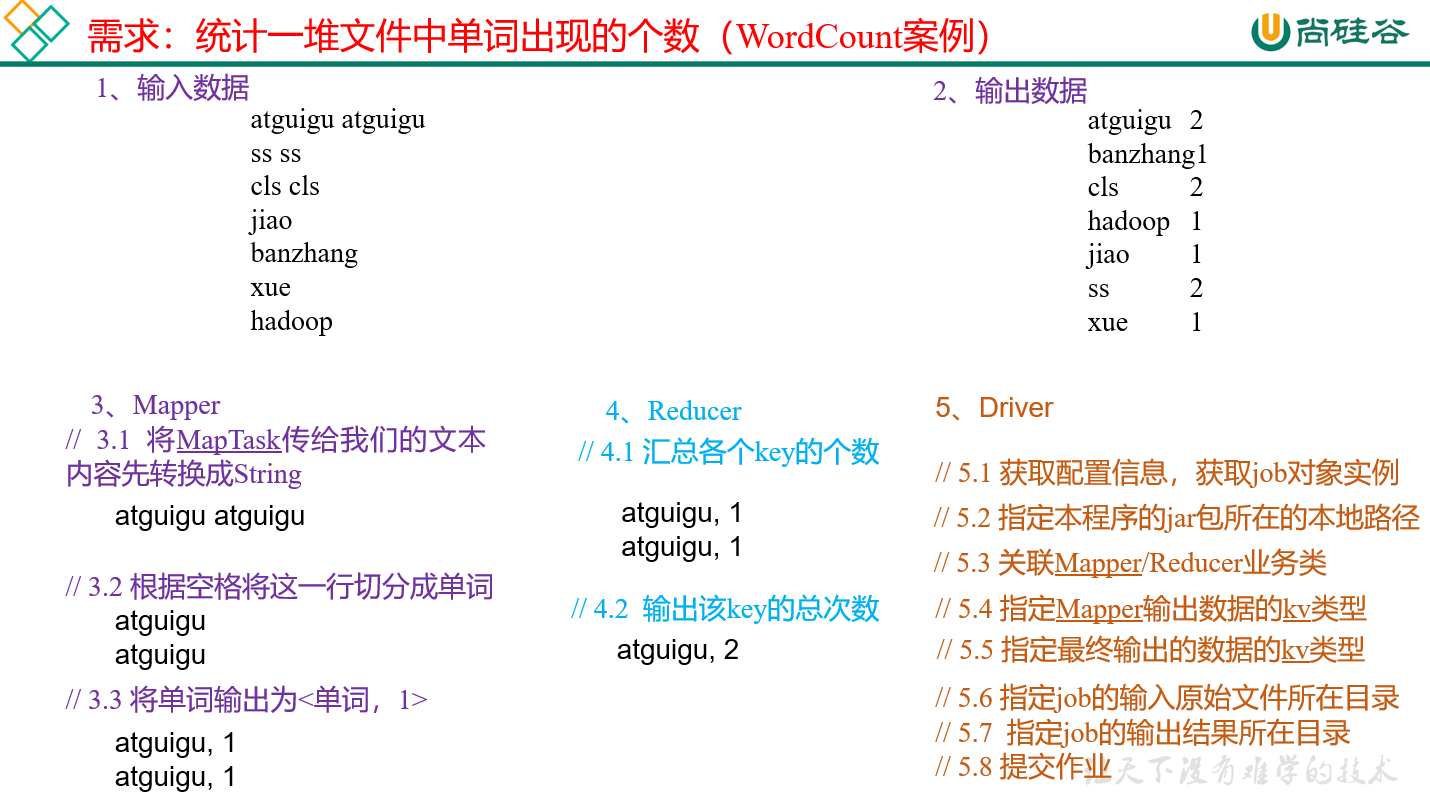 需求：统计一堆文件中单词出现的个数（WordCount案例）
尚硅谷
1、输入数据
atguigu atguigu
ss ss
cls cls
jiao
banzhang
xue
hadoop
2、输出数据
atguigu 2
banzhang1
cls 2
hadoop 1
jiao 1
ss 2
xue 1
3、Mapper
// 3.1 将MapTask传给我们的文本
内容先转换成String
atguigu atguigu
// 3.2 根据空格将这一行切分成单词
atguigu
atguigu
// 3.3 将单词输出为<单词，1>
atguigu, 1
atguigu, 1
4、Reducer
// 4.1 汇总各个key的个数
atguigu, 1
atguigu, 1
// 4.2 输出该key的总次数
atguigu, 2
5、Driver
// 5.1 获取配置信息，获取job对象实例
// 5.2 指定本程序的jar包所在的本地路径
// 5.3 关联Mapper/Reducer业务类
// 5.4 指定Mapper输出数据的kv类型
// 5.5 指定最终输出的数据的kv类型
// 5.6 指定job的输入原始文件所在目录
// 5.7 指定job的输出结果所在目录
// 5.8 提交作业
天下没有难学的技术